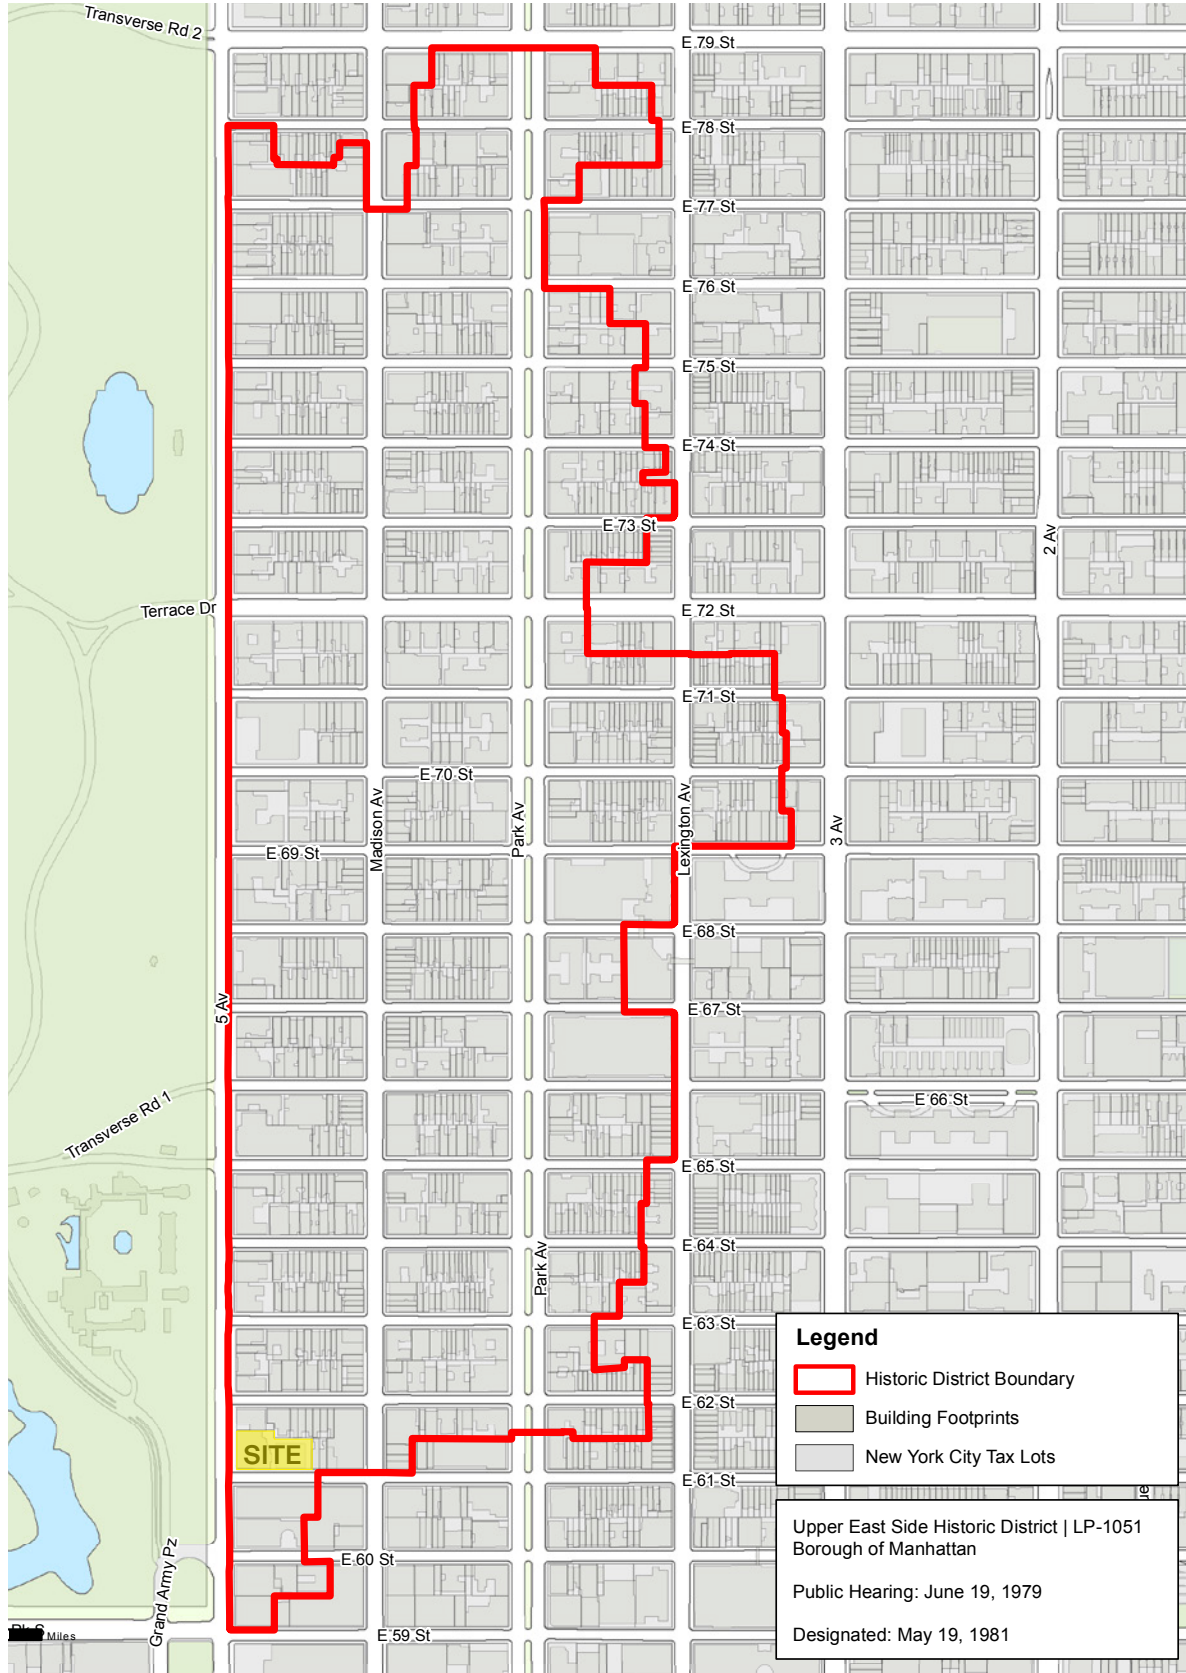 Transverse Rd 2
E 79 St
E 78 St
E 77 St
E 76 St
E 75 St
E 74 St
E 73 St
2 Av
Terrace Dr
E 72 St
E 71 St
E 70 St
Madison Av
Park Av
Lexington Av
3 Av
E 69 St
E 68 St
5 Av
E 67 St
E 66 St
Transverse Rd 1
E 65 St
E 64 St
Park Av
E 63 St
E 62 St
SITE
E 61 St
E 60 St
Grand Army Pz
E 59 St
Miles
Legend
Historic District Boundary
Building Footprints
New York City Tax Lots
Upper East Side Historic District | LP-1051
Borough of Manhattan
Public Hearing: June 19, 1979
Designated: May 19, 1981